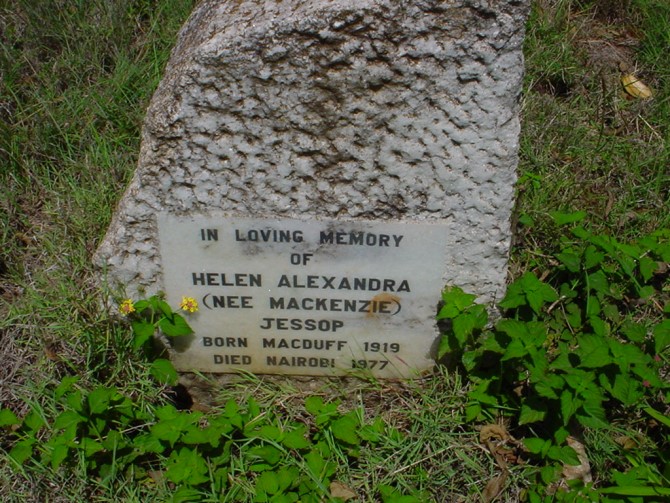 IN LOVING MEMORY
OF
HELEN ALEXANDRA
(NEE MACKENZIE)
JESSOP
BORN MACDUFF 1919
DIED NAIROBI 1977